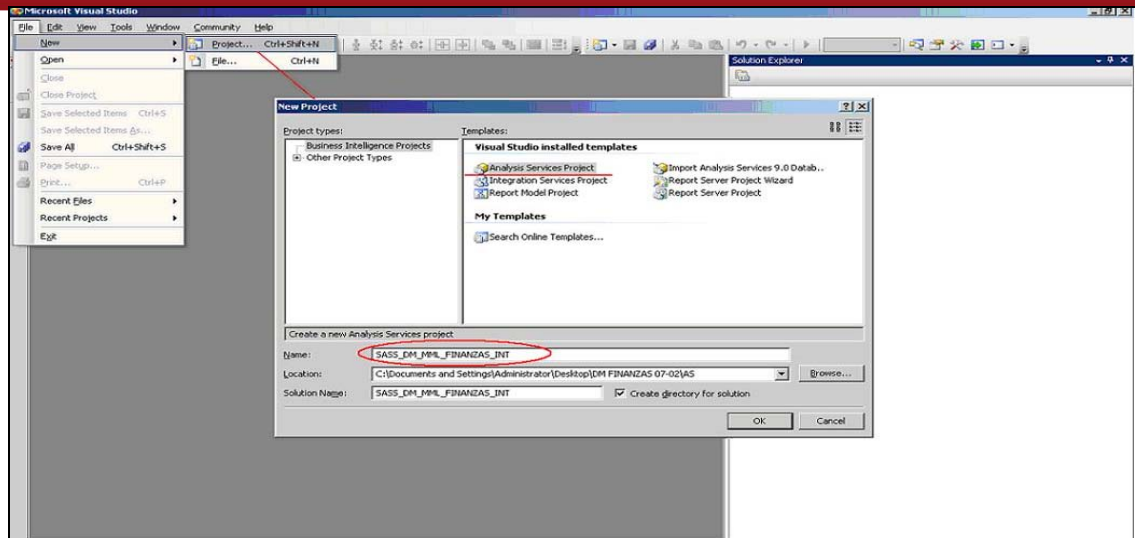 Microsoft Visual Studio
File Edit View Tools Window Community Help
New
Project... Ctrl+Shift+N
File... Ctrl+N
Open
Close
Close Project
Save Selected Items Ctrl+S
Save Selected Items As...
Save All Ctrl+Shift+S
Page Setup...
Print... Ctrl+P
Recent Files
Recent Projects
Exit
Solution Explorer
New Project
Project types:
Templates:
Business Intelligence Projects
Other Project Types
Visual Studio installed templates
Analysis Services Project
Import Analysis Services 9.0 Datab..
Integration Services Project
Report Server Project Wizard
Report Model Project
Report Server Project
My Templates
Search Online Templates...
Create a new Analysis Services project
Name: SASS_DM_MML_FINANZAS_INT
Location: C:\Documents and Settings\Administrator\Desktop\DM FINANZAS 07-02\AS
Browse...
Solution Name: SASS_DM_MML_FINANZAS_INT
Create directory for solution
OK Cancel